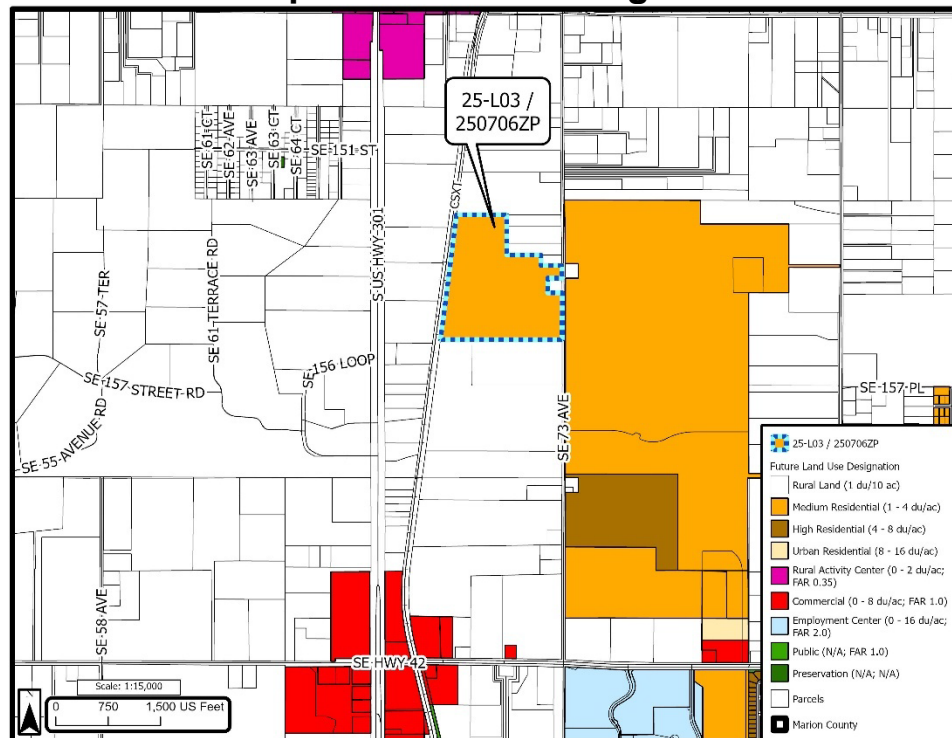 25-L03 /
250706ZP
SE 61 CT
SE 62 AVE
SE 63 AVE
SE 63 CT
SE 64 CT
SE 151 ST
CSXT
S US HWY 301
SE 57 TER
SE 61 TERRACE RD
SE 156 LOOP
SE 157 STREET RD
SE 55 AVENUE RD
SE 73 AVE
SE 157 PL
SE 58 AVE
SE HWY 42
Scale: 1:15,000
0 750 1,500 US Feet
25-L03 / 250706ZP
Future Land Use Designation
Rural Land (1 du/10 ac)
Medium Residential (1 - 4 du/ac)
High Residential (4 - 8 du/ac)
Urban Residential (8 - 16 du/ac)
Rural Activity Center (0 - 2 du/ac;
FAR 0.35)
Commercial (0 - 8 du/ac; FAR 1.0)
Employment Center (0 - 16 du/ac;
FAR 2.0)
Public (N/A; FAR 1.0)
Preservation (N/A; N/A)
Parcels
Marion County